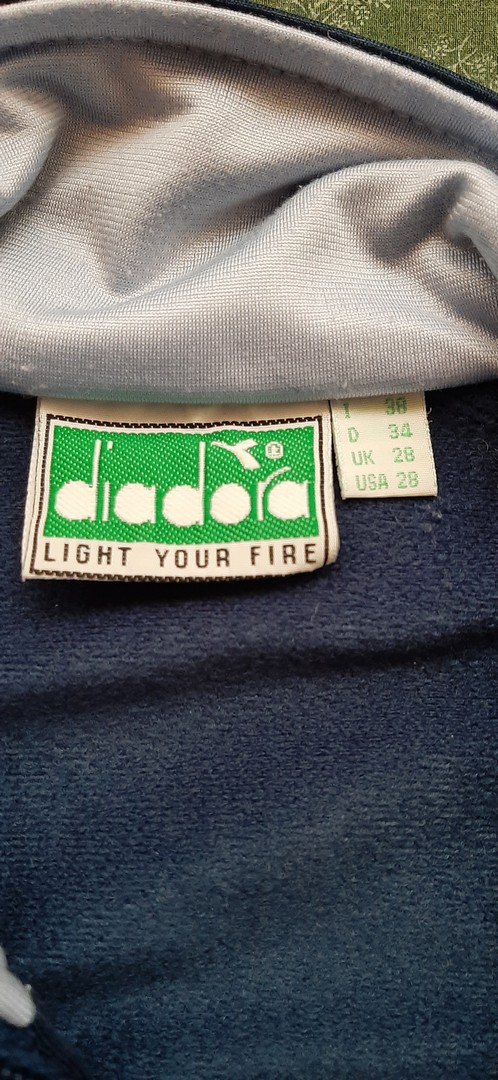 diadora
LIGHT YOUR FIRE
I 38
D 34
UK 28
USA 28